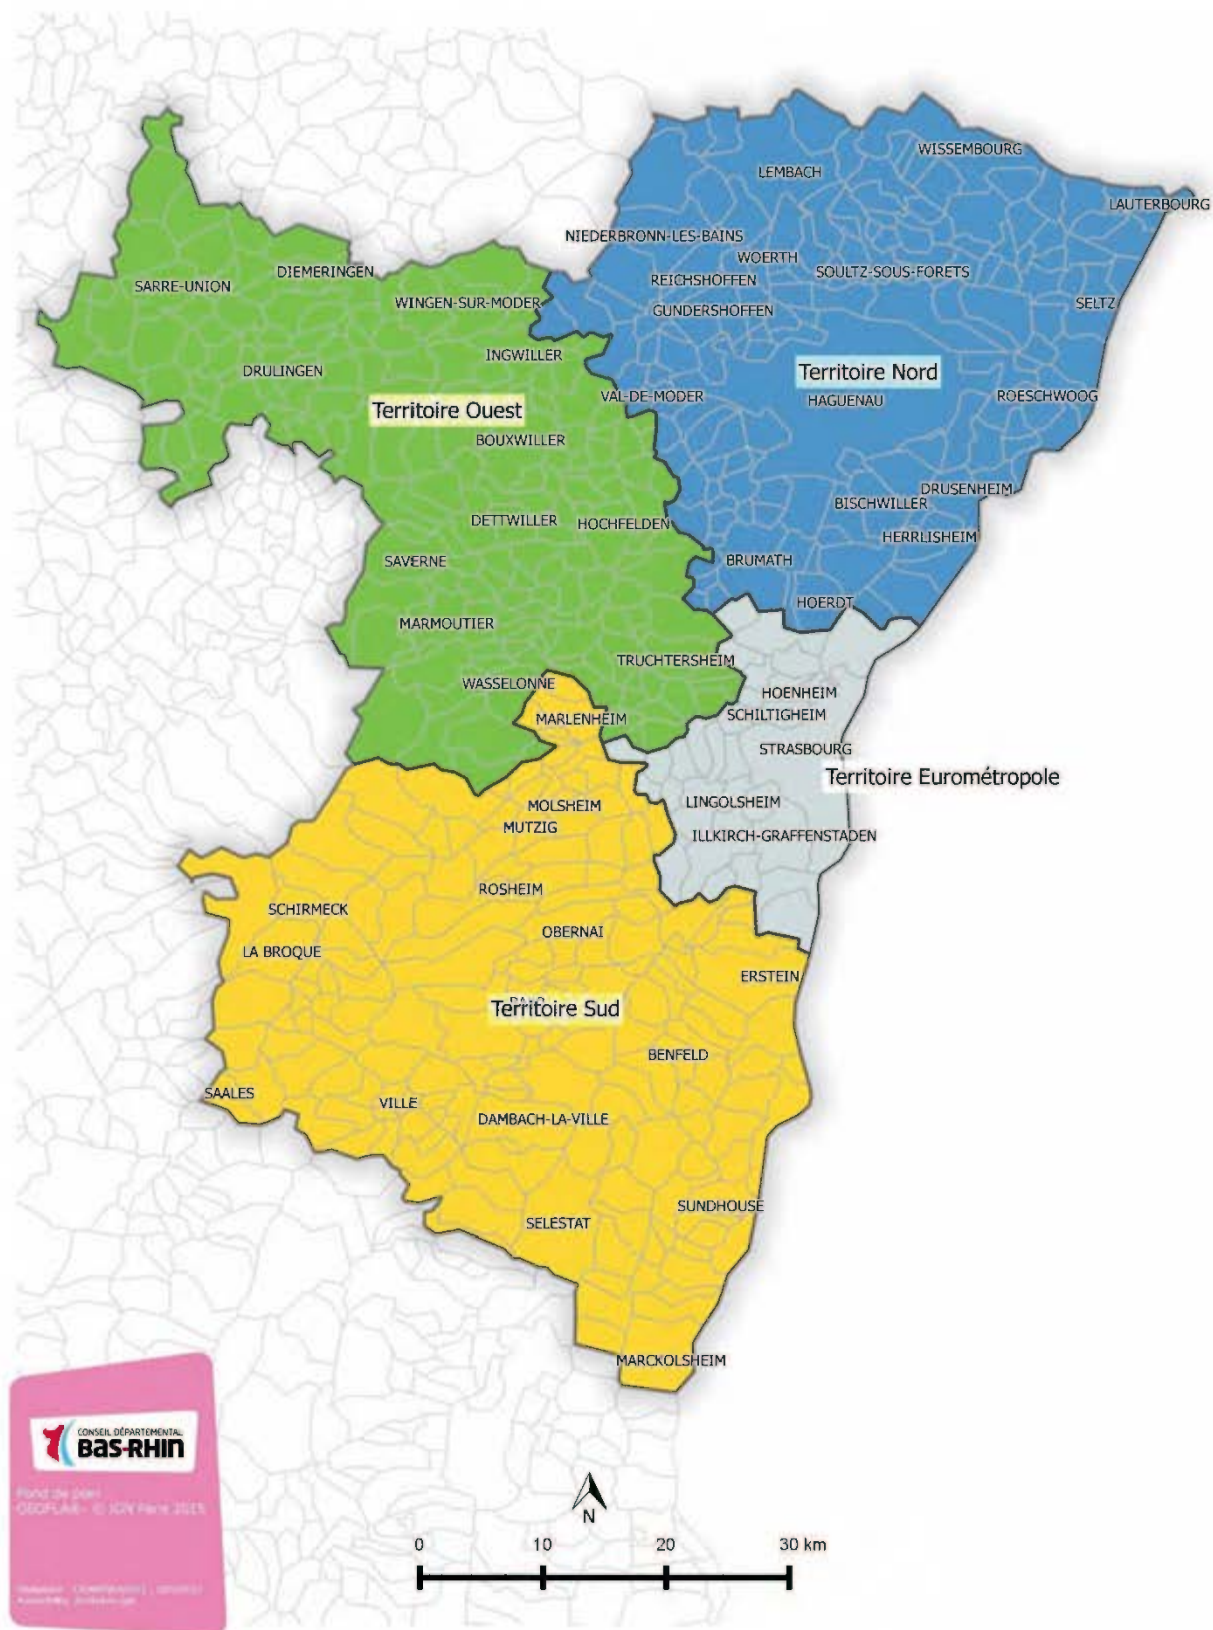 WISSEMBOURG
LEMBACH
LAUTERBOURG
NIEDERBRONN-LES-BAINS
WOERTH
SOULTZ-SOUS-FORETS
DIEMERINGEN
REICHSHOFFEN
SARRE-UNION
WINGEN-SUR-MODER
SELTZ
GUNDERSHOFFEN
INGWILLER
DRULINGEN
Territoire Nord
VAL-DE-MODER
HAGUENAU
ROESCHWOOG
Territoire Ouest
BOUXWILLER
DRUSENHEIM
BISCHWILLER
DETTWILLER
HOCHFELDEN
HERRLISHEIM
SAVERNE
BRUMATH
HOERDT
MARMOUTIER
TRUCHTERSHEIM
WASSELONNE
HOENHEIM
MARLENHEIM
SCHILTIGHEIM
STRASBOURG
Territoire Eurométropole
LINGOLSHEIM
MOLSHEIM
MUTZIG
ILLKIRCH-GRAFFENSTADEN
ROSHEIM
SCHIRMECK
OBERNAI
LA BROQUE
ERSTEIN
Territoire Sud
BENFELD
SAALES
VILLE
DAMBACH-LA-VILLE
SUNDHOUSE
SELESTAT
MARCKOLSHEIM
CONSEIL DÉPARTEMENTAL
BAS-RHIN
Fond de plan
N
0 10 20 30 km